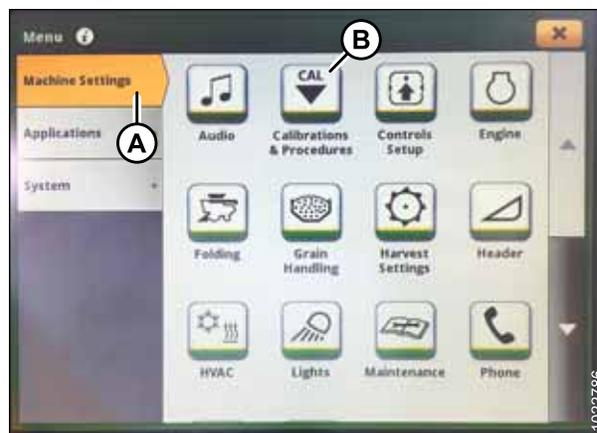 Menu i
B
Machine Settings
Applications
A
System
CAL
Audio
Calibrations
& Procedures
Controls
Setup
Engine
Folding
Grain
Handling
Harvest
Settings
Header
HVAC
Lights
Maintenance
Phone
1022786